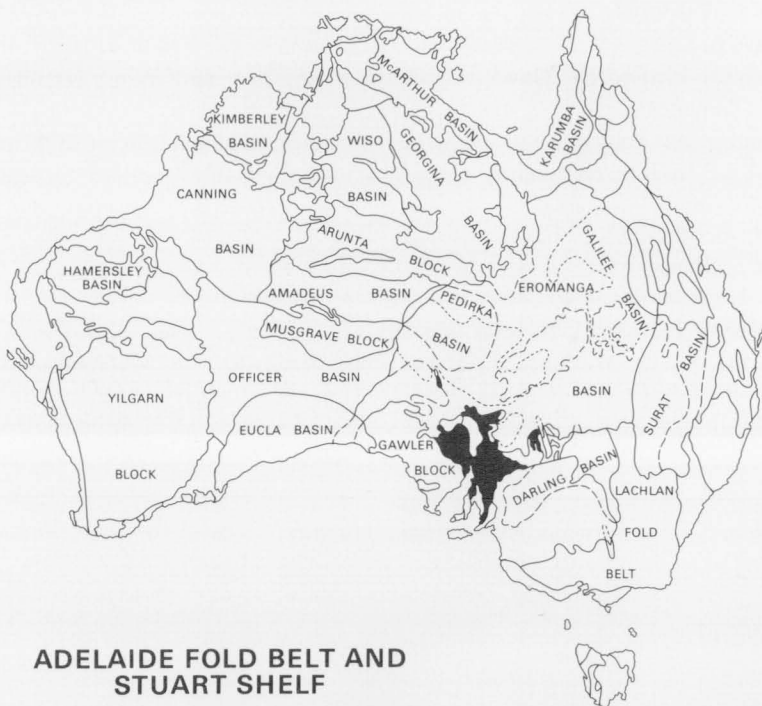 McARTHUR BASIN
KIMBERLEY
BASIN
KARUMBA
BASIN
WISO
BASIN
GEORGINA
BASIN
CANNING
BASIN
ARUNTA
BLOCK
GALILEE
BASIN
HAMERSLEY
BASIN
EROMANGA
BASIN
AMADEUS BASIN
PEDIRKA
BASIN
MUSGRAVE BLOCK
OFFICER BASIN
YILGARN
BLOCK
SURAT
BASIN
EUCLA BASIN
GAWLER
BLOCK
DARLING
BASIN
LACHLAN
FOLD
BELT
ADELAIDE FOLD BELT AND
STUART SHELF